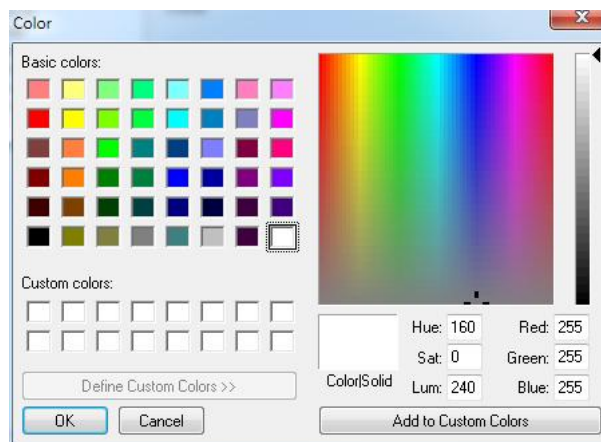 Color
Basic colors:
Custom colors:
Define Custom Colors >>
OK Cancel
Color|Solid
Hue: 160 Red: 255
Sat: 0 Green: 255
Lum: 240 Blue: 255
Add to Custom Colors